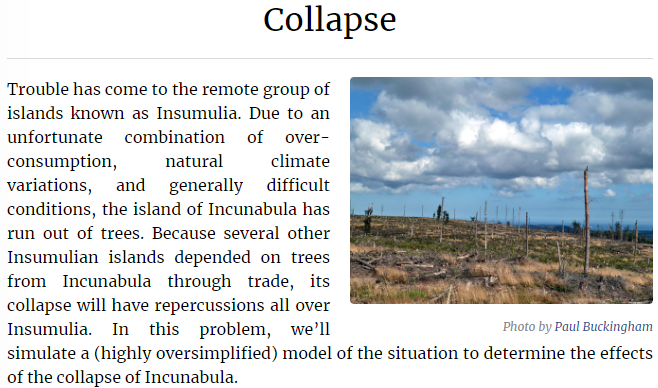 Collapse
Trouble has come to the remote group of
islands known as Insumulia. Due to an
unfortunate combination of over-
consumption, natural climate
variations, and generally difficult
conditions, the island of Incunabula has
run out of trees. Because several other
Insumulian islands depended on trees
from Incunabula through trade, its
collapse will have repercussions all over
Insumulia. In this problem, we’ll
simulate a (highly oversimplified) model of the situation to determine the effects
of the collapse of Incunabula.
Photo by Paul Buckingham